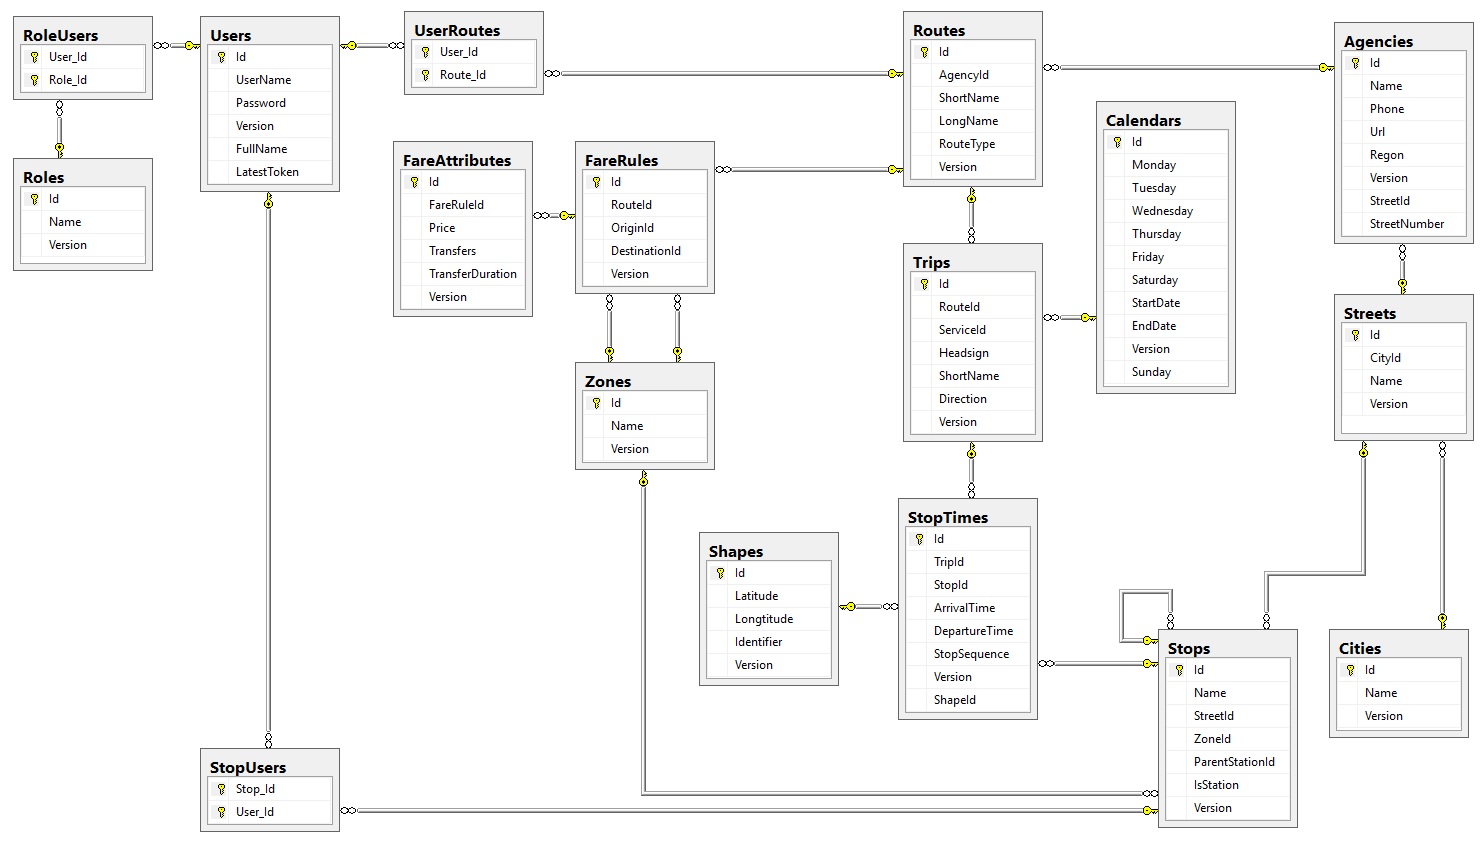 RoleUsers
User_Id
Role_Id
Roles
Id
Name
Version
Users
Id
UserName
Password
Version
FullName
LatestToken
UserRoutes
User_Id
Route_Id
FareAttributes
Id
FareRuleId
Price
Transfers
TransferDuration
Version
FareRules
Id
RouteId
OriginId
DestinationId
Version
Zones
Id
Name
Version
Routes
Id
AgencyId
ShortName
LongName
RouteType
Version
Calendars
Id
Monday
Tuesday
Wednesday
Thursday
Friday
Saturday
StartDate
EndDate
Version
Sunday
Agencies
Id
Name
Phone
Url
Regon
Version
StreetId
StreetNumber
Trips
Id
RouteId
ServiceId
Headsign
ShortName
Direction
Version
Streets
Id
CityId
Name
Version
Shapes
Id
Latitude
Longtitude
Identifier
Version
StopTimes
Id
TripId
StopId
ArrivalTime
DepartureTime
StopSequence
Version
ShapeId
Stops
Id
Name
StreetId
ZoneId
ParentStationId
IsStation
Version
Cities
Id
Name
Version
StopUsers
Stop_Id
User_Id